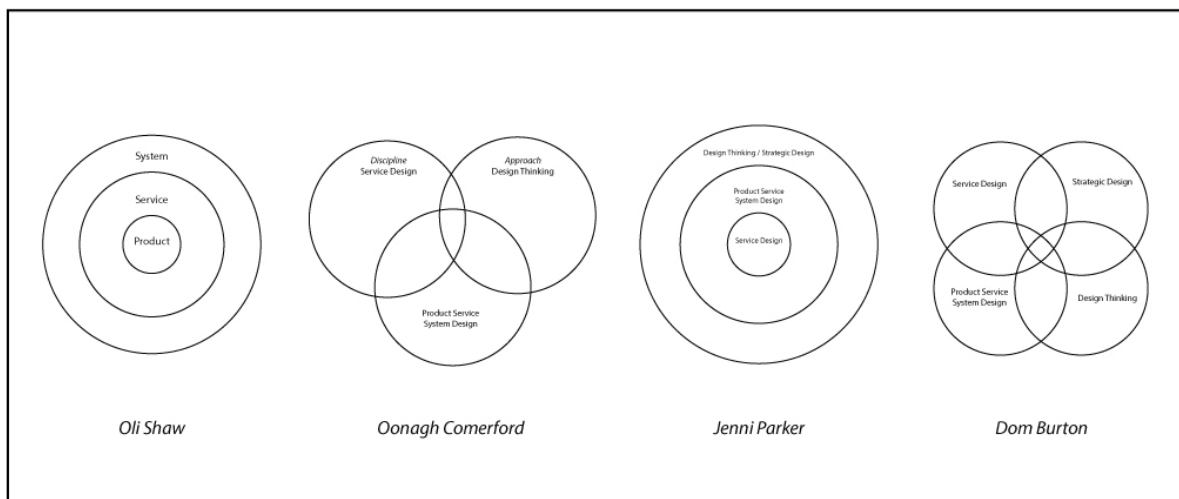 System
Service
Product
Oli Shaw
Discipline
Service Design
Approach
Design Thinking
Product Service
System Design
Oonagh Comerford
Design Thinking / Strategic Design
Product Service
System Design
Service Design
Jenni Parker
Service Design
Strategic Design
Product Service
System Design
Design Thinking
Dom Burton